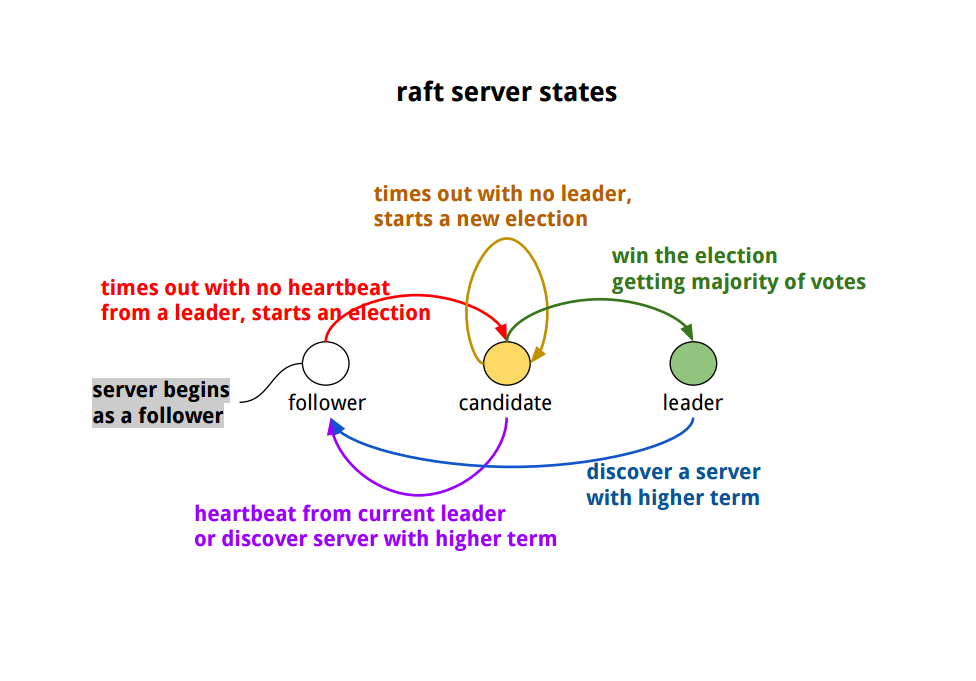 raft server states
times out with no leader,
starts a new election
win the election
getting majority of votes
times out with no heartbeat
from a leader, starts an election
server begins
as a follower
follower
candidate
leader
discover a server
with higher term
heartbeat from current leader
or discover server with higher term